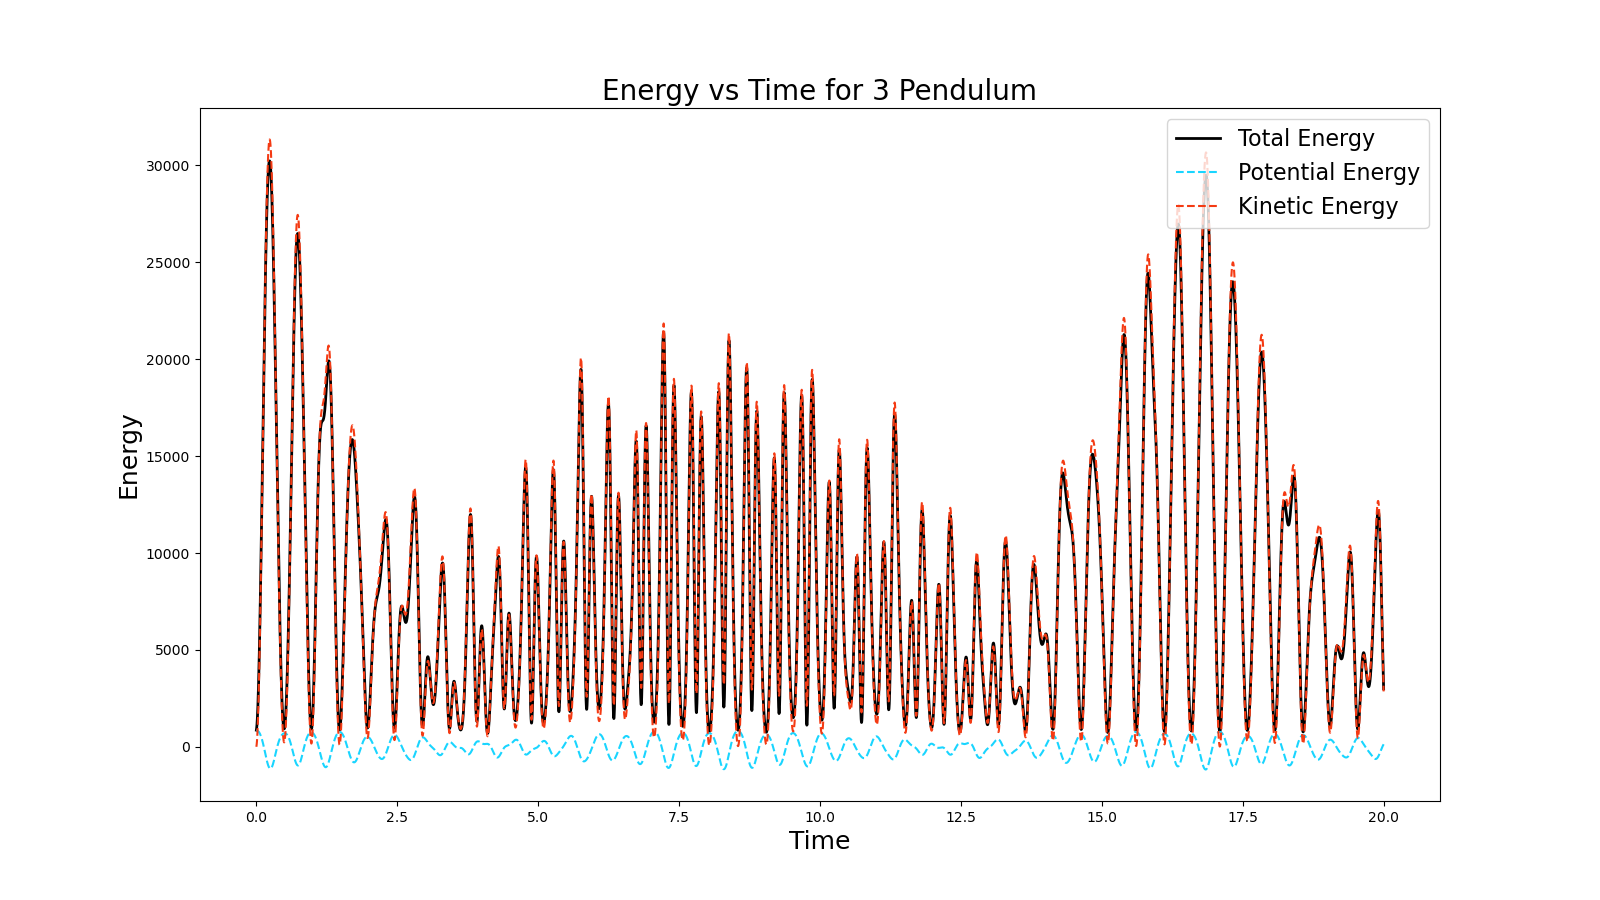 Energy vs Time for 3 Pendulum
Total Energy
Potential Energy
Kinetic Energy
Energy
30000
25000
20000
15000
10000
5000
0
0.0 2.5 5.0 7.5 10.0 12.5 15.0 17.5 20.0
Time